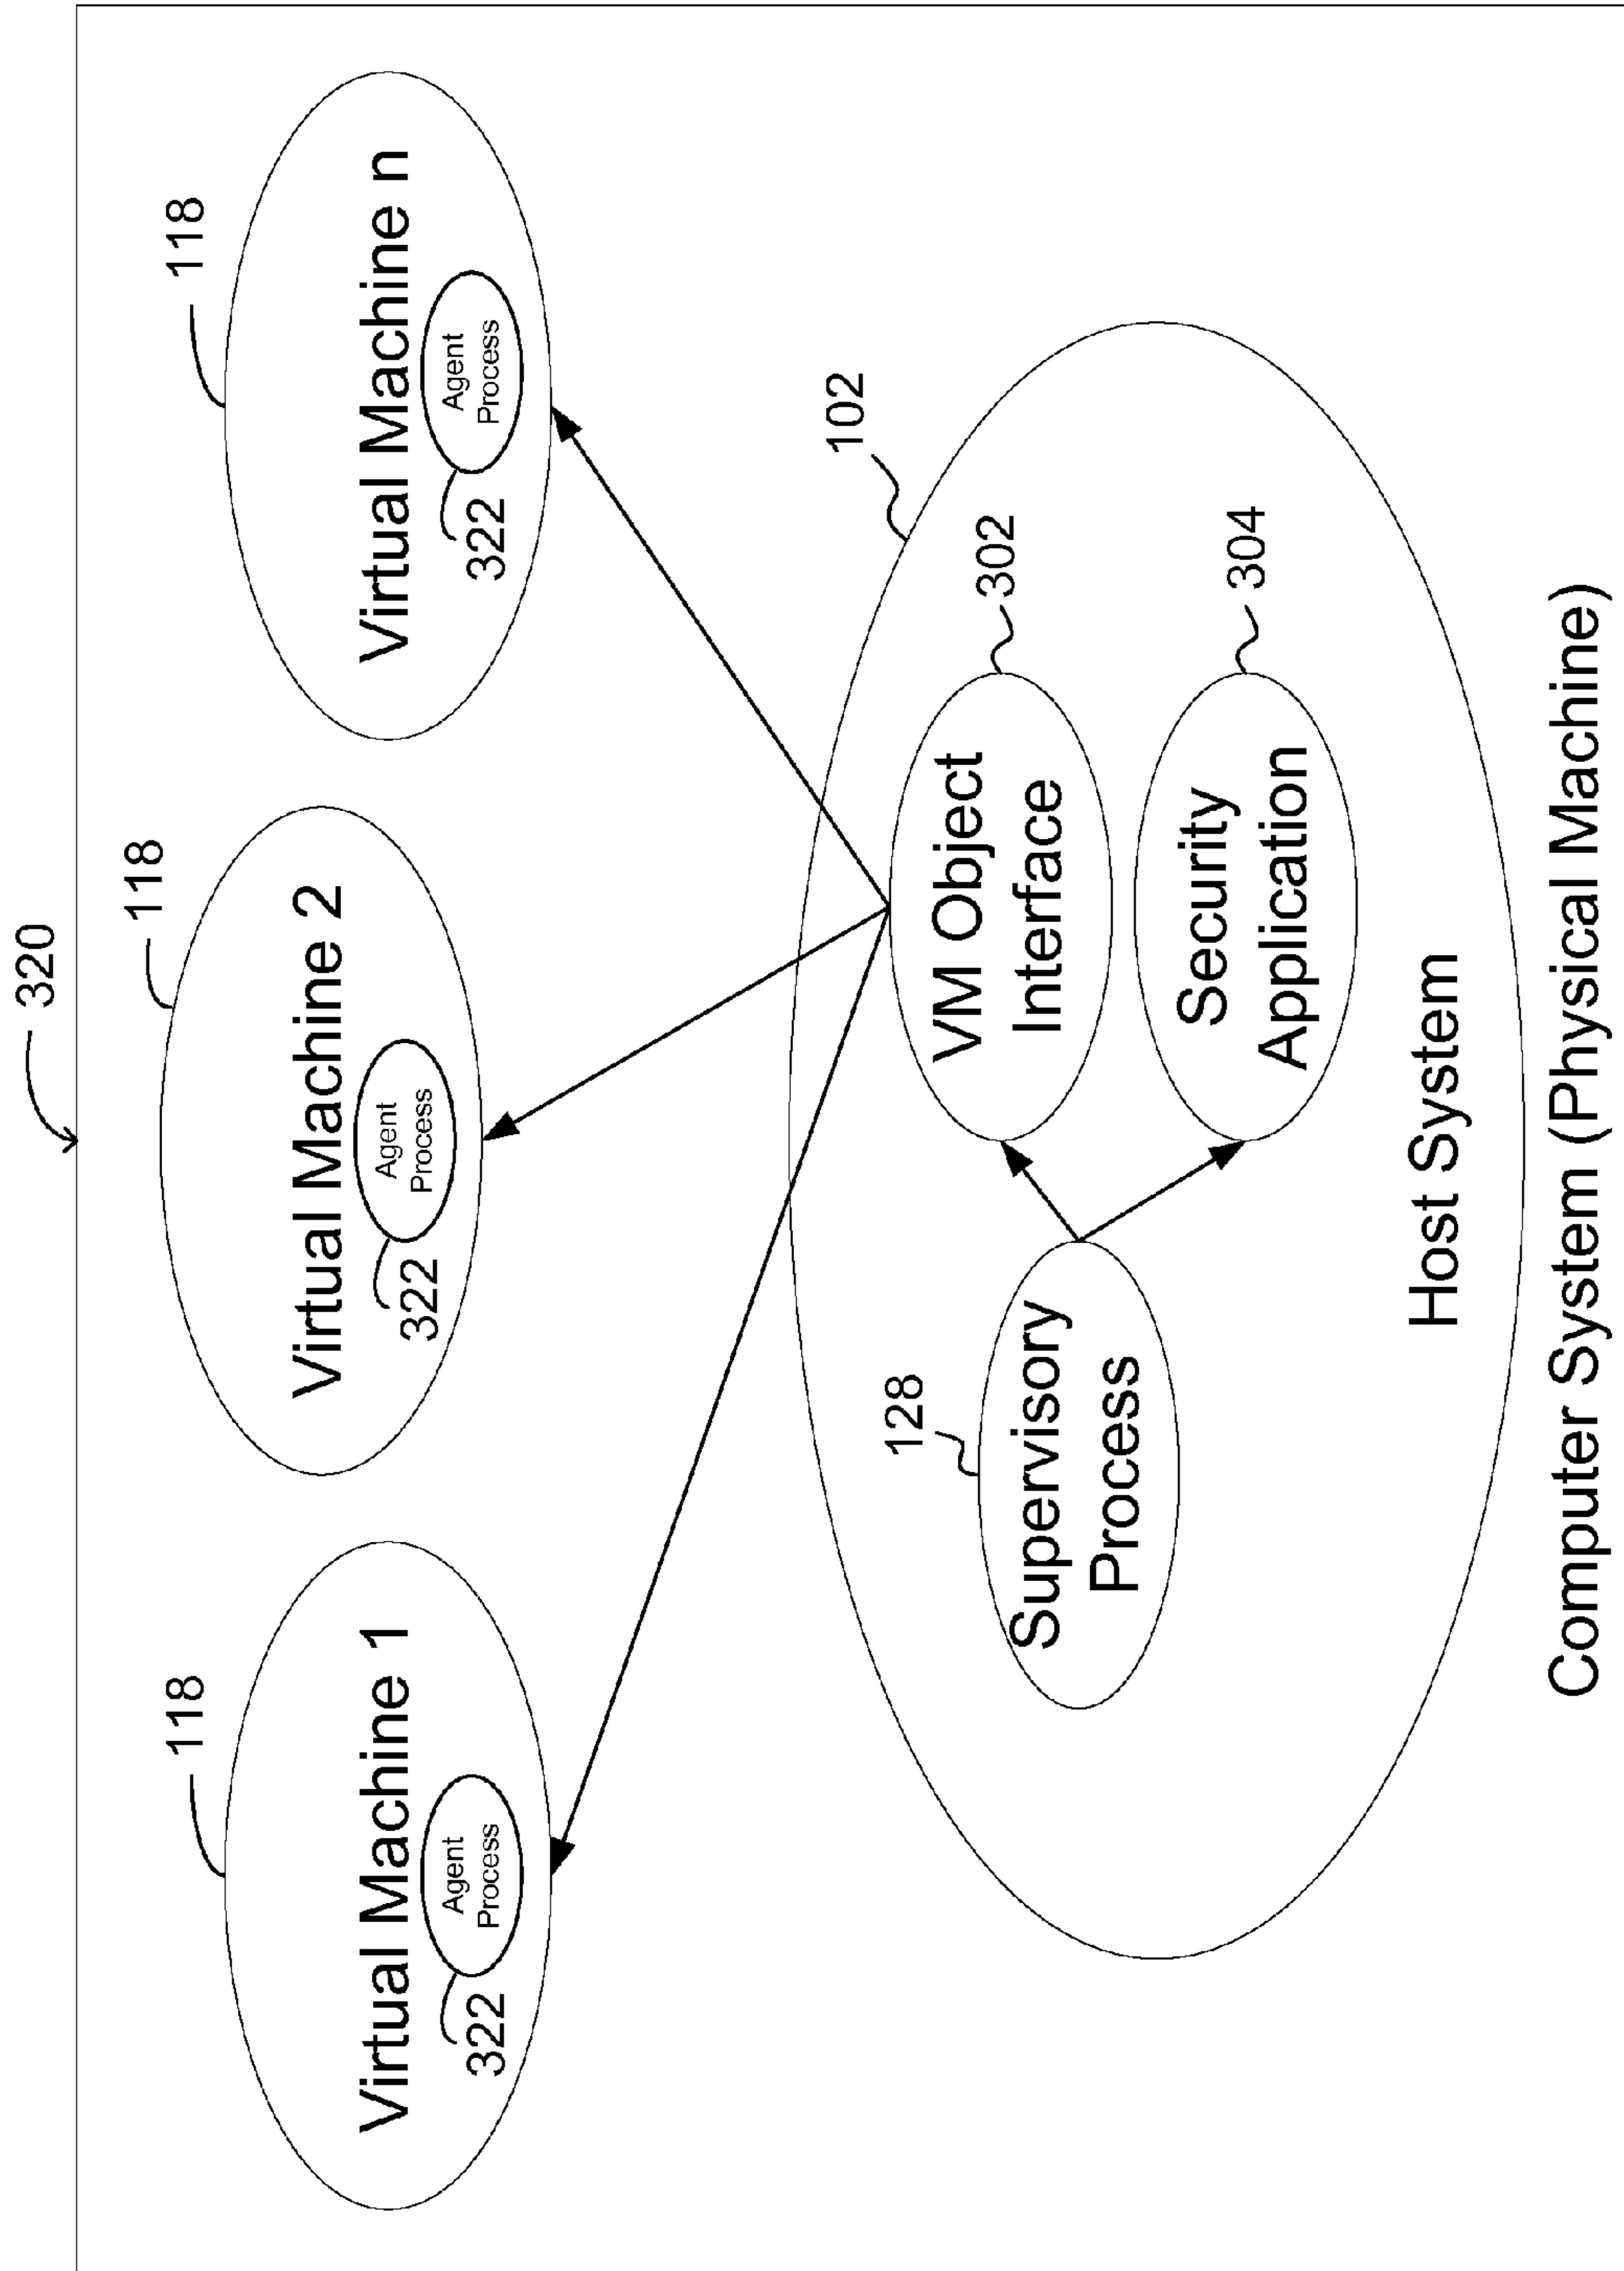 320
118
118
118
Virtual Machine 1
Virtual Machine 2
Virtual Machine n
Agent
Process
Agent
Process
Agent
Process
322
322
322
102
128
Supervisory
Process
VM Object
Interface
302
Security
Application
304
Host System
Computer System (Physical Machine)